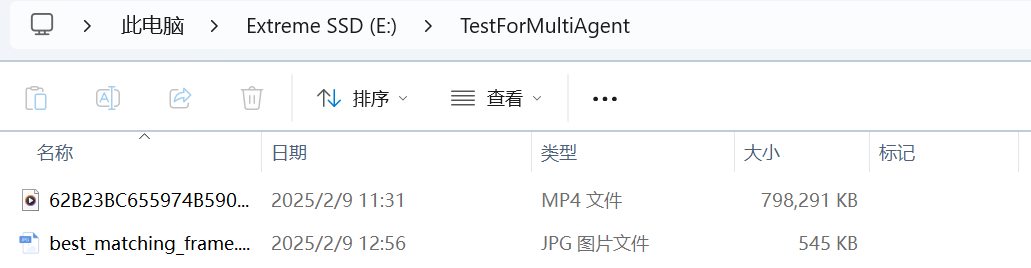 此电脑 Extreme SSD (E:) TestForMultiAgent
排序 查看
名称 日期 类型 大小 标记
62B23BC655974B590... 2025/2/9 11:31 MP4 文件 798,291 KB
best_matching_frame.... 2025/2/9 12:56 JPG 图片文件 545 KB